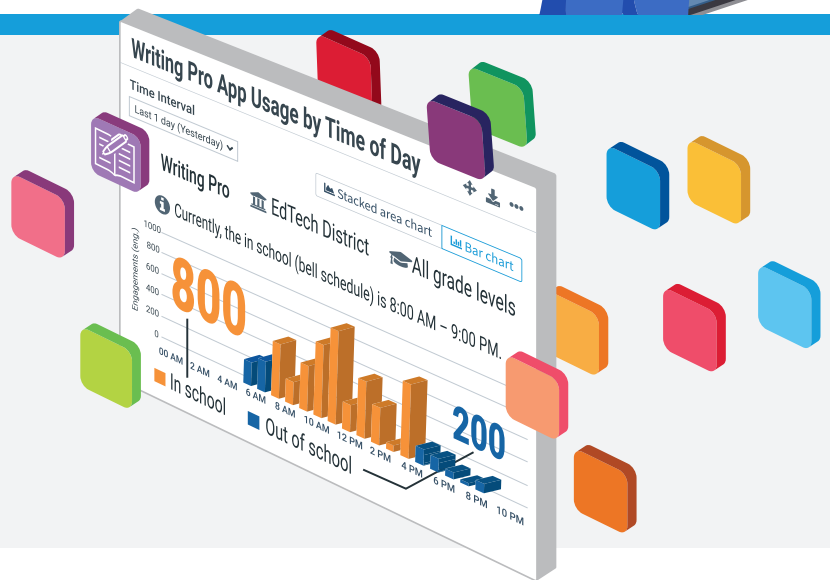 Writing Pro App Usage by Time of Day
Time Interval
Last 1 day (Yesterday)
Writing Pro
EdTech District
All grade levels
Stacked area chart
Bar chart
Currently, the in school (bell schedule) is 8:00 AM – 9:00 PM.
Engagements (eng.)
1000
800
600
400
200
0
800
200
00 AM
2 AM
4 AM
6 AM
8 AM
10 AM
12 PM
2 PM
4 PM
6 PM
8 PM
10 PM
In school
Out of school